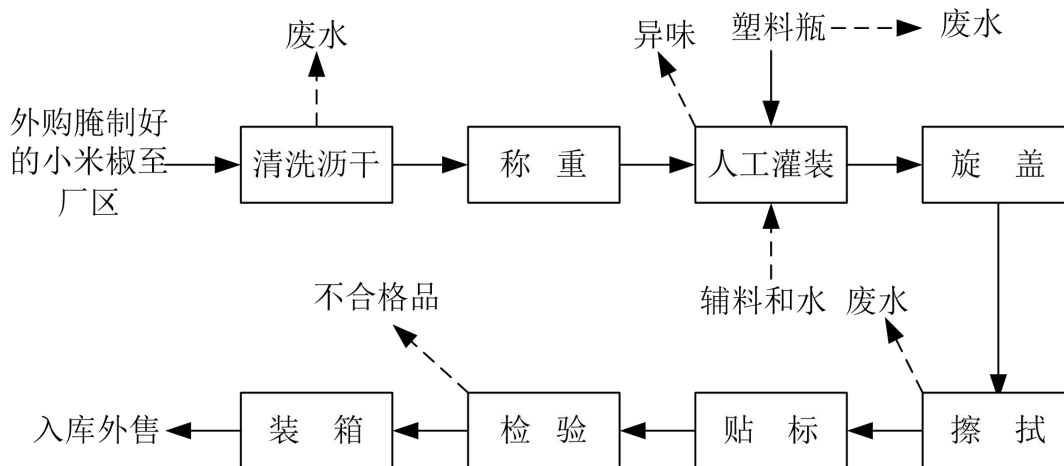 废水
异味
塑料瓶
废水
外购腌制好
的小米椒至
厂区
清洗沥干
称 重
人工灌装
旋 盖
辅料和水
废水
不合格品
入库外售
装 箱
检 验
贴 标
擦 拭